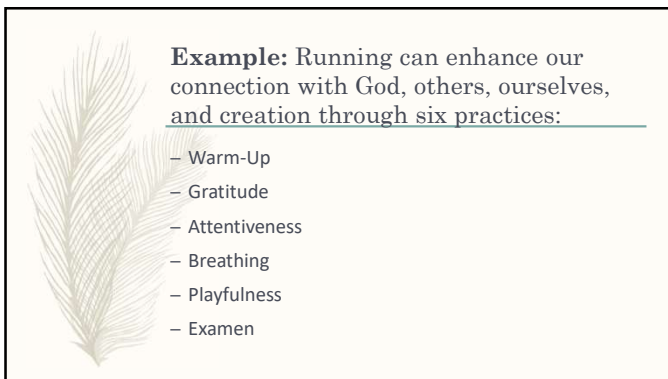 Example: Running can enhance our
connection with God, others, ourselves,
and creation through six practices:
– Warm-Up
– Gratitude
– Attentiveness
– Breathing
– Playfulness
– Examen